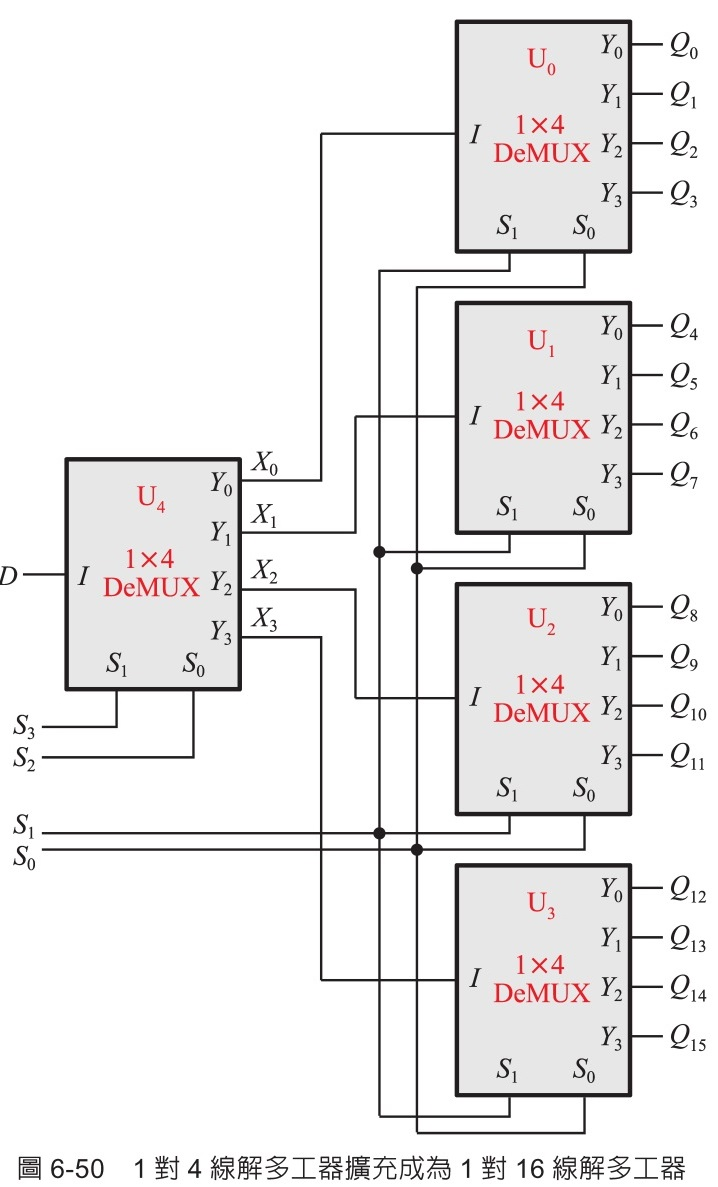 U₀
1×4
DeMUX
I
Y₀ Q₀
Y₁ Q₁
Y₂ Q₂
Y₃ Q₃
S₁ S₀
U₁
1×4
DeMUX
I
Y₀ Q₄
Y₁ Q₅
Y₂ Q₆
Y₃ Q₇
S₁ S₀
U₄
1×4
DeMUX
D I
Y₀ X₀
Y₁ X₁
Y₂ X₂
Y₃ X₃
S₁ S₀
S₃
S₂
S₁
S₀
U₂
1×4
DeMUX
I
Y₀ Q₈
Y₁ Q₉
Y₂ Q₁₀
Y₃ Q₁₁
S₁ S₀
U₃
1×4
DeMUX
I
Y₀ Q₁₂
Y₁ Q₁₃
Y₂ Q₁₄
Y₃ Q₁₅
S₁ S₀
圖 6-50 1 對 4 線解多工器擴充成為 1 對 16 線解多工器